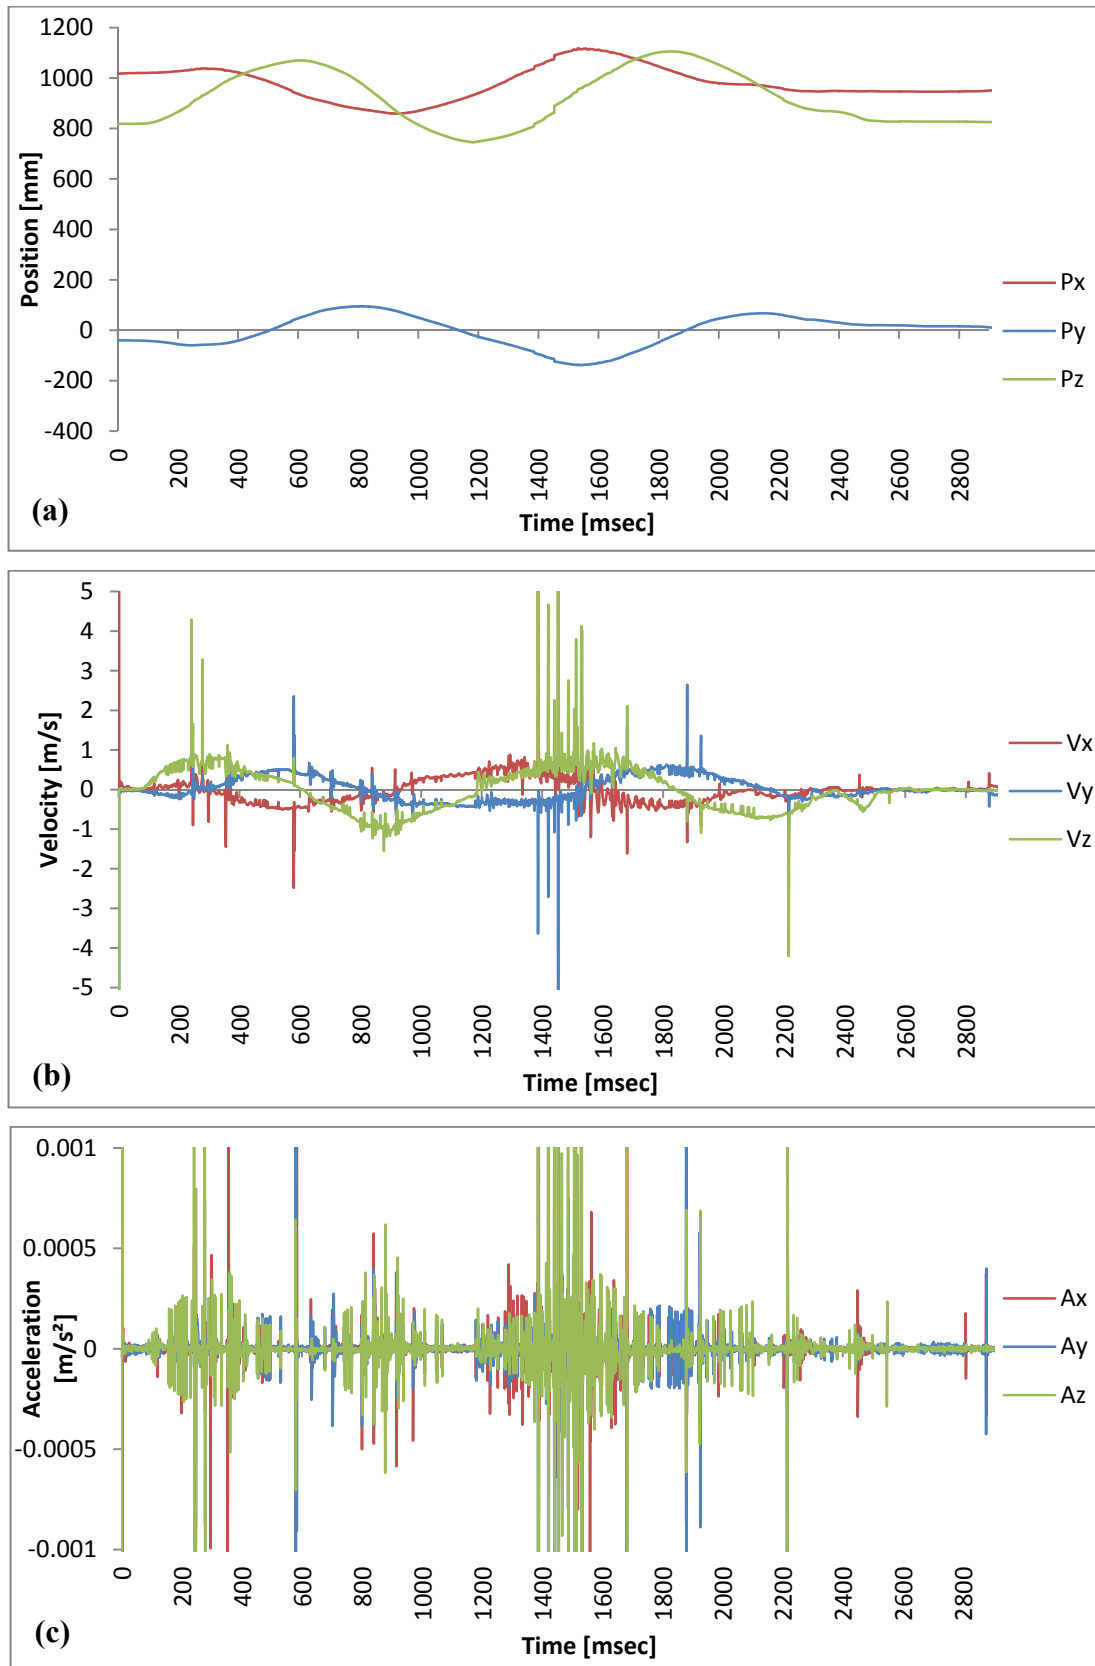 1200
1000
800
600
400
200
0
-200
-400
Position [mm]
Px
Py
Pz
0 200 400 600 800 1000 1200 1400 1600 1800 2000 2200 2400 2600 2800
(a)
Time [msec]
5
4
3
2
1
0
-1
-2
-3
-4
-5
Velocity [m/s]
Vx
Vy
Vz
0 200 400 600 800 1000 1200 1400 1600 1800 2000 2200 2400 2600 2800
(b)
Time [msec]
0.001
0.0005
0
-0.0005
-0.001
Acceleration
[m/s²]
Ax
Ay
Az
0 200 400 600 800 1000 1200 1400 1600 1800 2000 2200 2400 2600 2800
(c)
Time [msec]